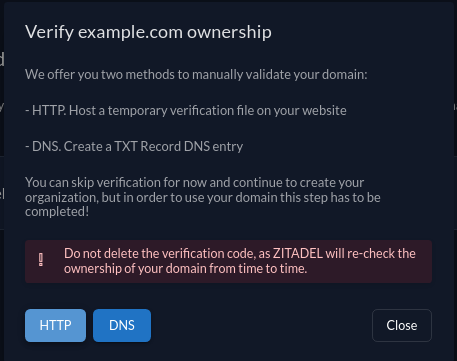 Verify example.com ownership
We offer you two methods to manually validate your domain:
- HTTP. Host a temporary verification file on your website
- DNS. Create a TXT Record DNS entry
You can skip verification for now and continue to create your
organization, but in order to use your domain this step has to be
completed!
Do not delete the verification code, as ZITADEL will re-check the
ownership of your domain from time to time.
HTTP DNS Close